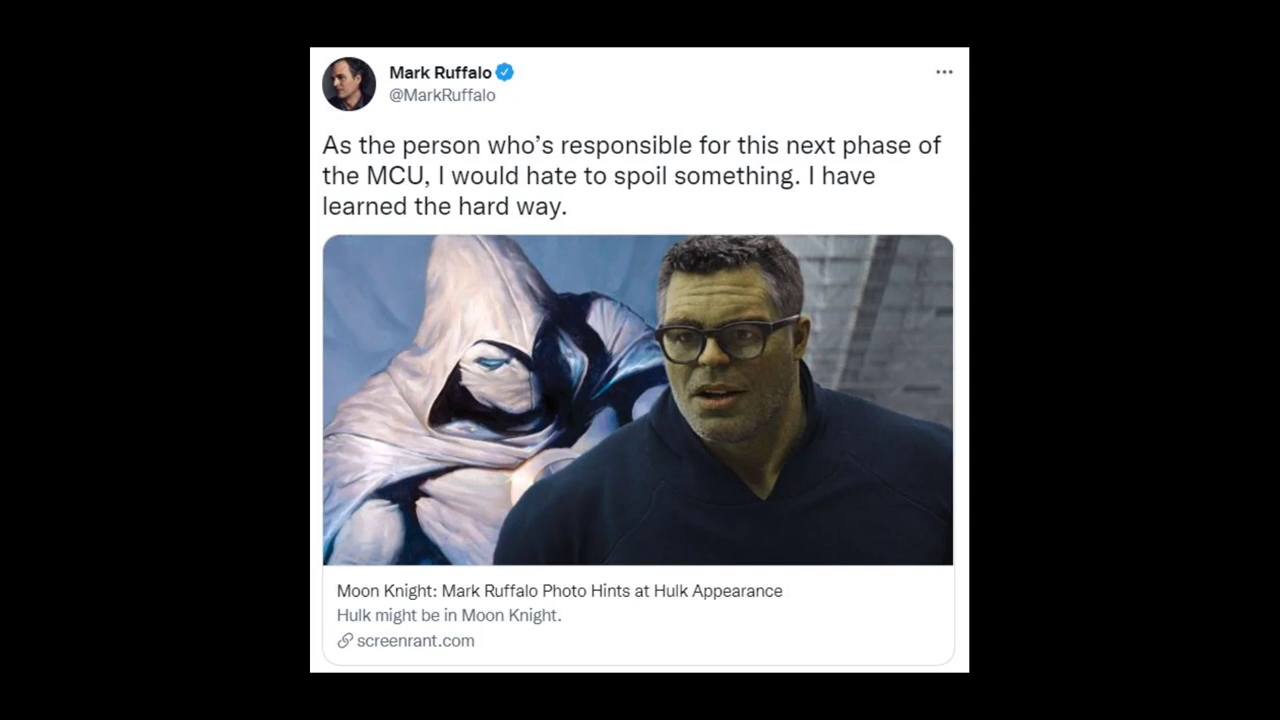 Mark Ruffalo
@MarkRuffalo
As the person who’s responsible for this next phase of
the MCU, I would hate to spoil something. I have
learned the hard way.
Moon Knight: Mark Ruffalo Photo Hints at Hulk Appearance
Hulk might be in Moon Knight.
screenrant.com